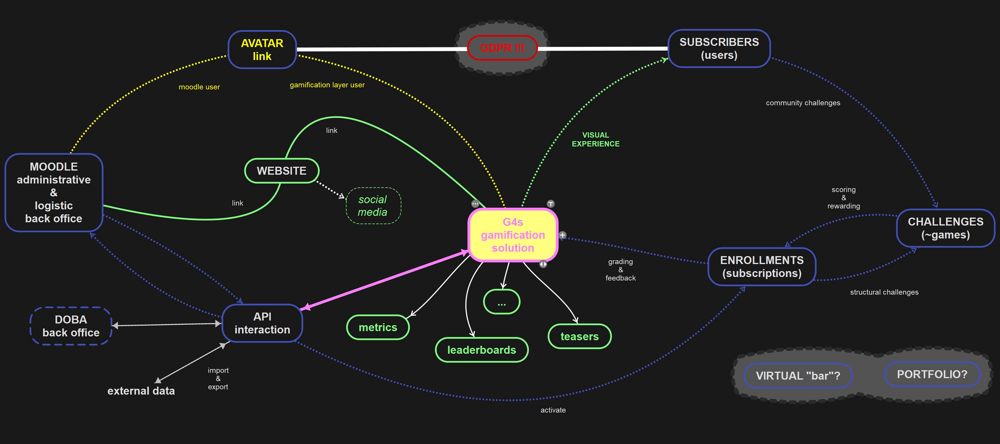 AVATAR
link
GDPR !!!
SUBSCRIBERS
(users)
moodle user
gamification layer user
community challenges
link
VISUAL
EXPERIENCE
MOODLE
administrative
&
logistic
back office
WEBSITE
link
social
media
scoring
&
rewarding
G4s
gamification
solution
CHALLENGES
(~games)
ENROLLMENTS
(subscriptions)
grading
&
feedback
structural challenges
DOBA
back office
API
interaction
metrics
...
leaderboards
teasers
import
&
export
external data
activate
VIRTUAL "bar"?
PORTFOLIO?